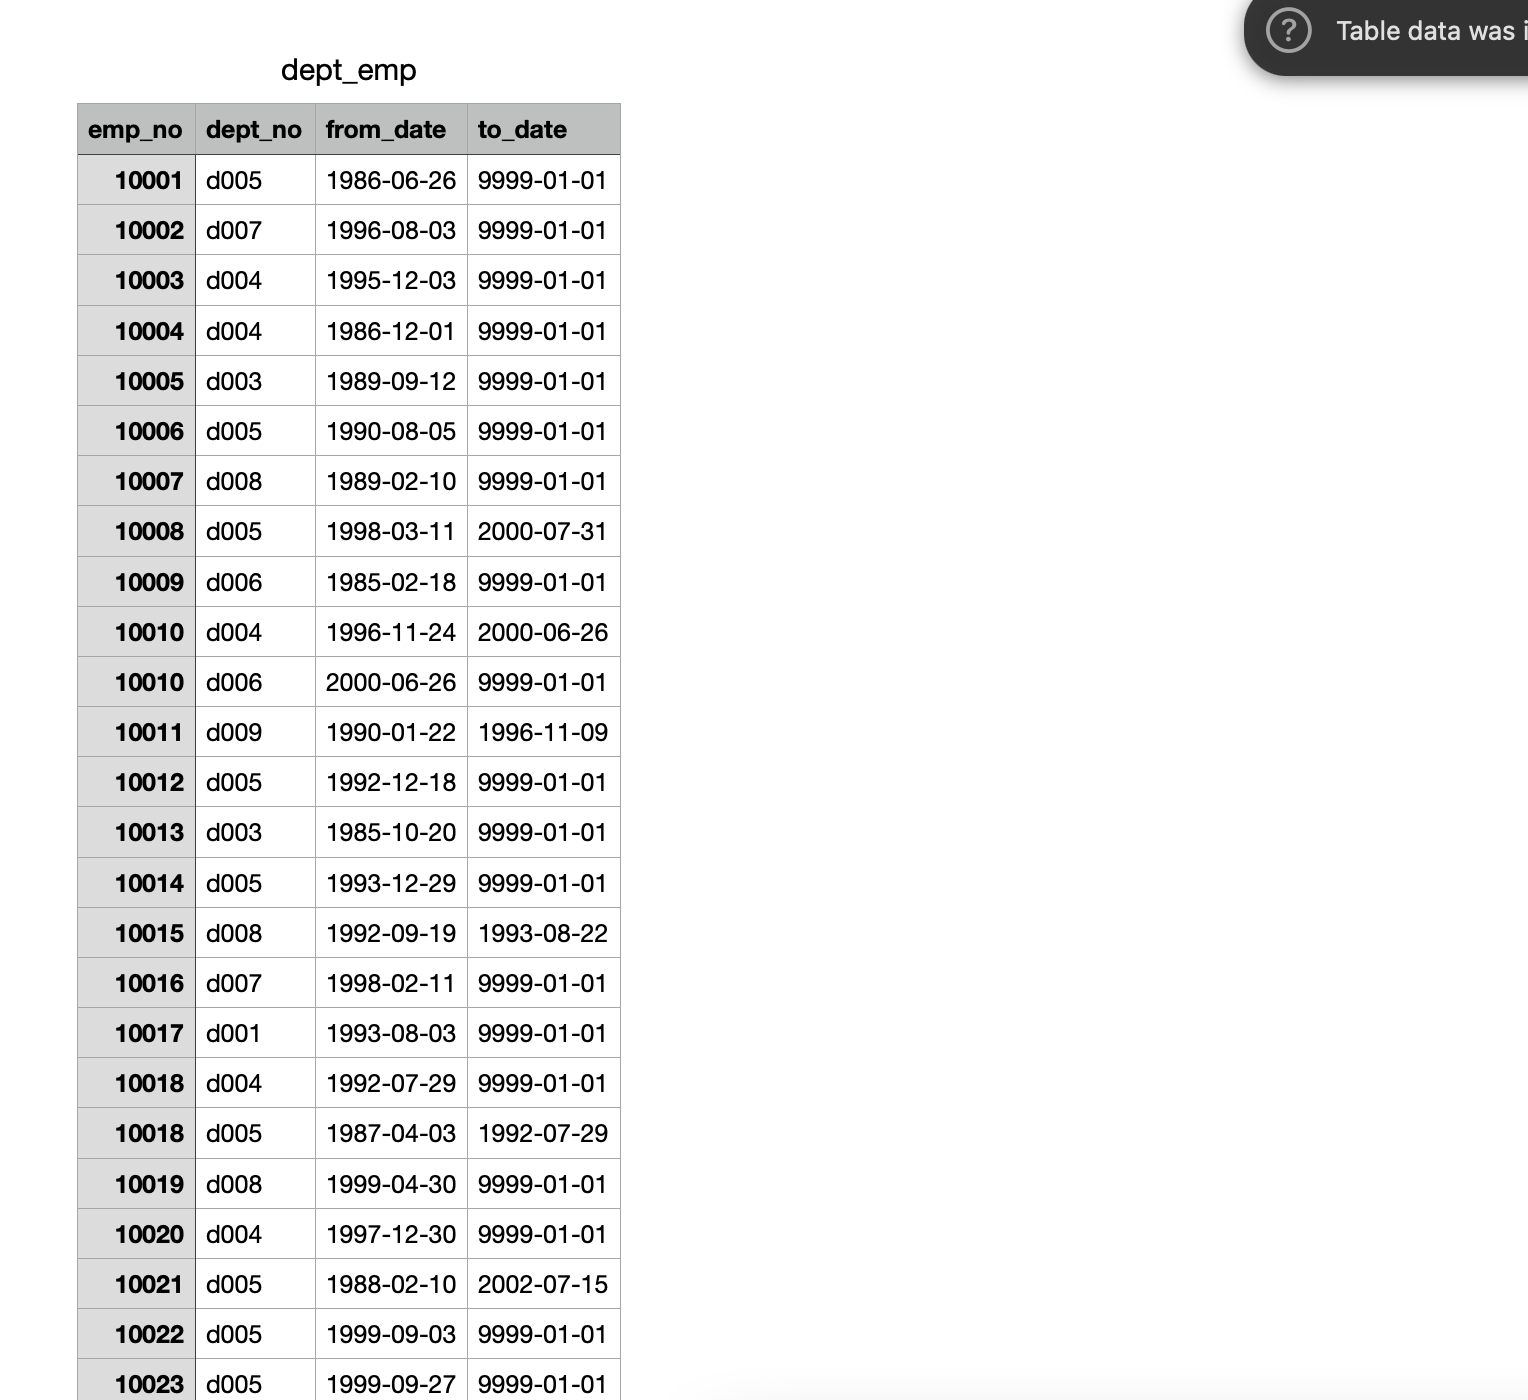 Table data was i
dept_emp
emp_no dept_no from_date to_date
10001 d005 1986-06-26 9999-01-01
10002 d007 1996-08-03 9999-01-01
10003 d004 1995-12-03 9999-01-01
10004 d004 1986-12-01 9999-01-01
10005 d003 1989-09-12 9999-01-01
10006 d005 1990-08-05 9999-01-01
10007 d008 1989-02-10 9999-01-01
10008 d005 1998-03-11 2000-07-31
10009 d006 1985-02-18 9999-01-01
10010 d004 1996-11-24 2000-06-26
10010 d006 2000-06-26 9999-01-01
10011 d009 1990-01-22 1996-11-09
10012 d005 1992-12-18 9999-01-01
10013 d003 1985-10-20 9999-01-01
10014 d005 1993-12-29 9999-01-01
10015 d008 1992-09-19 1993-08-22
10016 d007 1998-02-11 9999-01-01
10017 d001 1993-08-03 9999-01-01
10018 d004 1992-07-29 9999-01-01
10018 d005 1987-04-03 1992-07-29
10019 d008 1999-04-30 9999-01-01
10020 d004 1997-12-30 9999-01-01
10021 d005 1988-02-10 2002-07-15
10022 d005 1999-09-03 9999-01-01
10023 d005 1999-09-27 9999-01-01